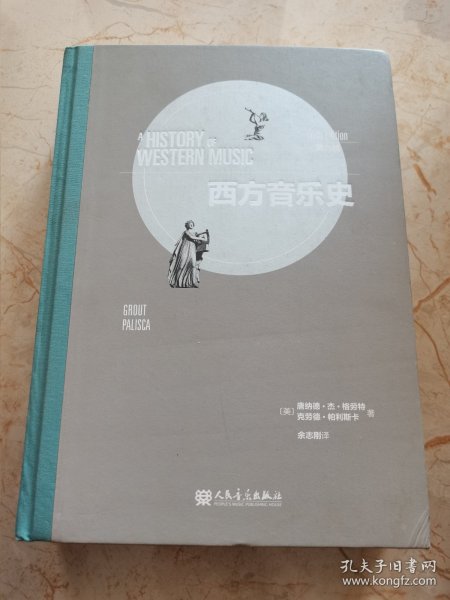 A HISTORY OF
WESTERN MUSIC
西方音乐史
GROUT
PALISCA
[美] 唐纳德·杰·格劳特
克劳德·帕利斯卡 著
余志刚译
人民音乐出版社
PEOPLE'S MUSIC PUBLISHING HOUSE
孔夫子旧书网
www.kongfz.com